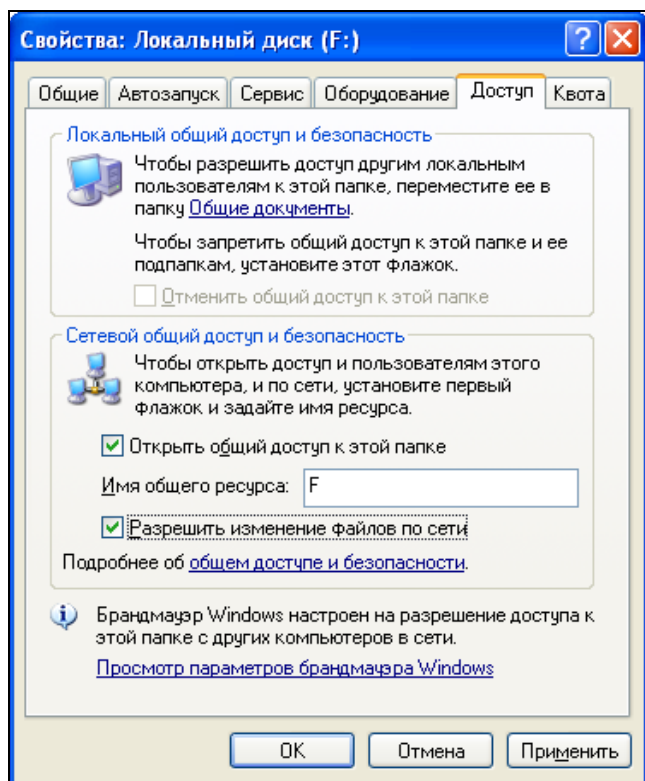 Свойства: Локальный диск (F:)
Общие Автозапуск Сервис Оборудование Доступ Квота
Локальный общий доступ и безопасность
Чтобы разрешить доступ другим локальным
пользователям к этой папке, переместите ее в
папку Общие документы.
Чтобы запретить общий доступ к этой папке и ее
подпапкам, установите этот флажок.
Отменить общий доступ к этой папке
Сетевой общий доступ и безопасность
Чтобы открыть доступ и пользователям этого
компьютера, и по сети, установите первый
флажок и задайте имя ресурса.
Открыть общий доступ к этой папке
Имя общего ресурса: F
Разрешить изменение файлов по сети
Подробнее об общем доступе и безопасности.
Брандмауэр Windows настроен на разрешение доступа к
этой папке с других компьютеров в сети.
Просмотр параметров брандмауэра Windows
OK Отмена Применить